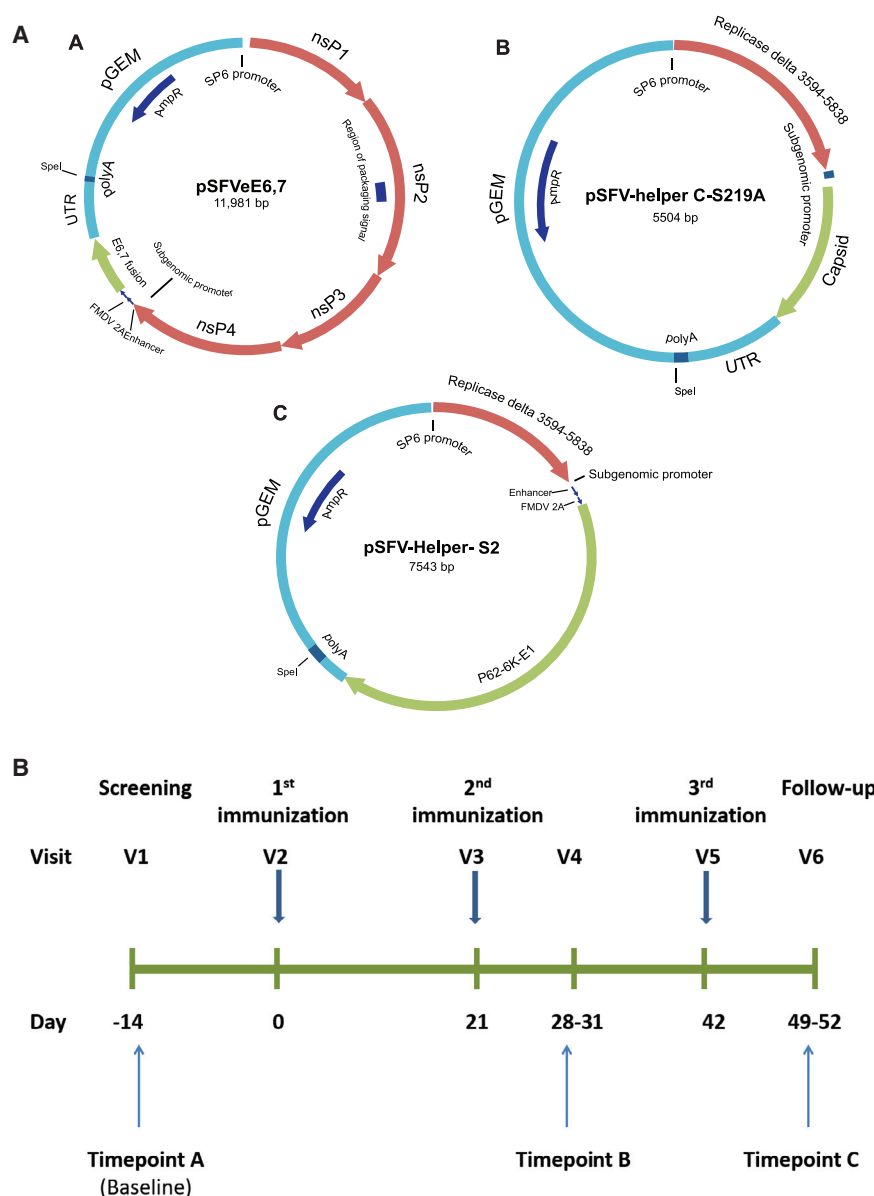 A
A
pGEM
AmpR
SP6 promoter
nsP1
Region of packaging signal
nsP2
pSFVeE6,7
11,981 bp
SpeI
polyA
UTR
E6,7 fusion
Subgenomic promoter
FMDV 2A
Enhancer
nsP4
nsP3
B
SP6 promoter
Replicase delta 3594-5838
Subgenomic promoter
pGEM
AmpR
pSFV-helper C-S219A
5504 bp
Capsid
polyA
UTR
SpeI
C
SP6 promoter
Replicase delta 3594-5838
Subgenomic promoter
Enhancer
FMDV 2A
pGEM
AmpR
pSFV-Helper- S2
7543 bp
polyA
SpeI
P62-6K-E1
B
Screening 1st immunization 2nd immunization 3rd immunization Follow-up
Visit V1 V2 V3 V4 V5 V6
Day -14 0 21 28-31 42 49-52
Timepoint A Timepoint B Timepoint C
(Baseline)